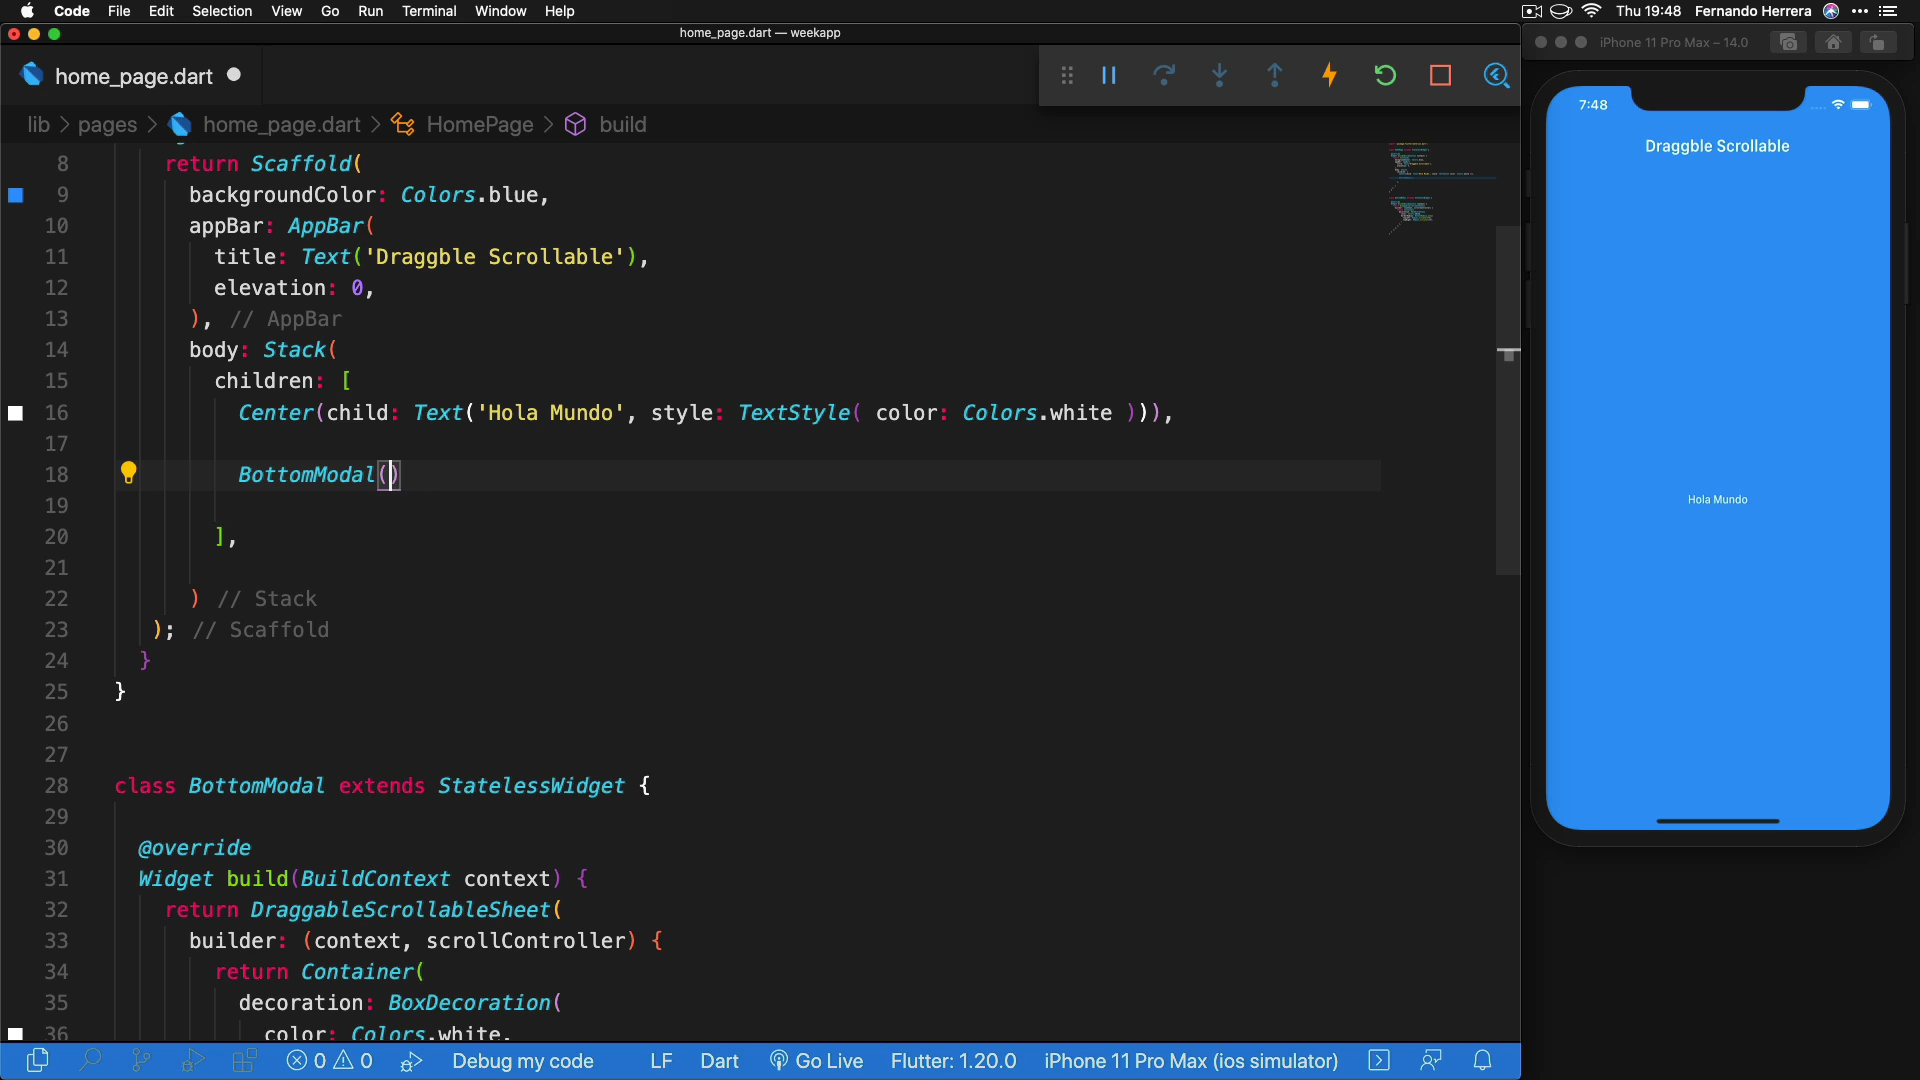 Code File Edit Selection View Go Run Terminal Window Help Thu 19:48 Fernando Herrera
home_page.dart — weekapp
iPhone 11 Pro Max – 14.0
home_page.dart
lib > pages > home_page.dart > HomePage > build
8 return Scaffold(
9 backgroundColor: Colors.blue,
10 appBar: AppBar(
11 title: Text('Draggble Scrollable'),
12 elevation: 0,
13 ), // AppBar
14 body: Stack(
15 children: [
16 Center(child: Text('Hola Mundo', style: TextStyle( color: Colors.white ))),
17
18 BottomModal()
19
20 ],
21
22 ) // Stack
23 ); // Scaffold
24 }
25 }
26
27
28 class BottomModal extends StatelessWidget {
29
30 @override
31 Widget build(BuildContext context) {
32 return DraggableScrollableSheet(
33 builder: (context, scrollController) {
34 return Container(
35 decoration: BoxDecoration(
36 color: Colors.white,
0 0 Debug my code LF Dart Go Live Flutter: 1.20.0 iPhone 11 Pro Max (ios simulator)
7:48
Draggble Scrollable
Hola Mundo